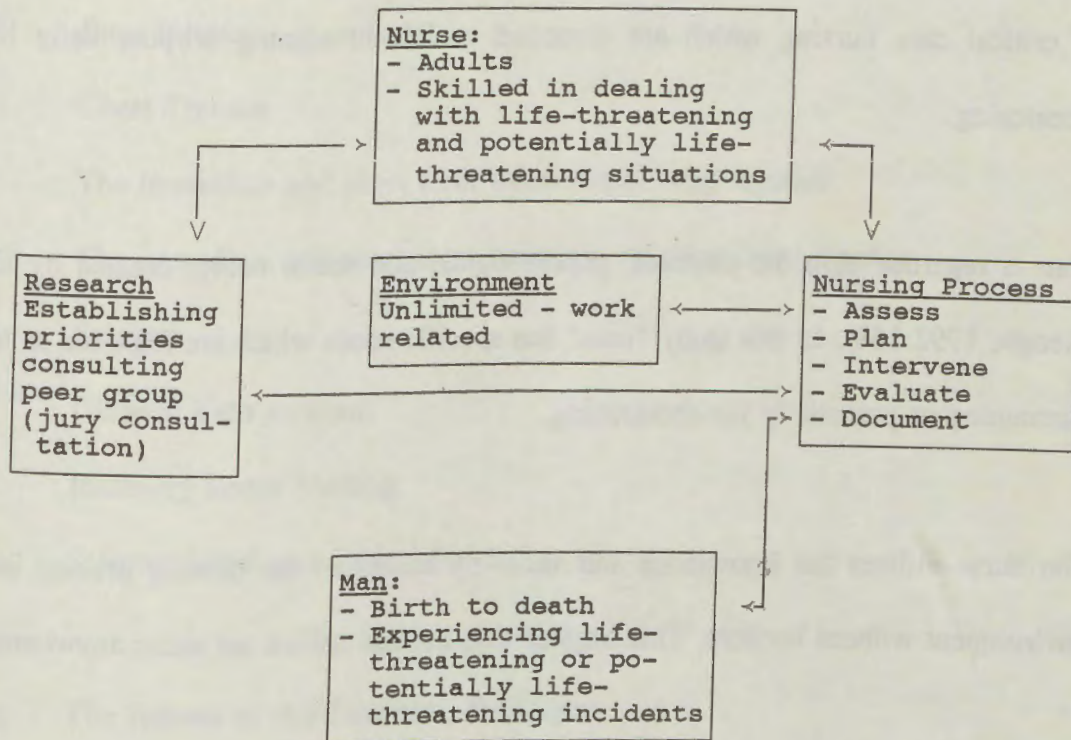 Nurse:
- Adults
- Skilled in dealing
with life-threatening
and potentially life-
threatening situations
Research
Establishing
priorities
consulting
peer group
(jury consul-
tation)
Environment
Unlimited - work
related
Nursing Process
- Assess
- Plan
- Intervene
- Evaluate
- Document
Man:
- Birth to death
- Experiencing life-
threatening or po-
tentially life-
threatening incidents